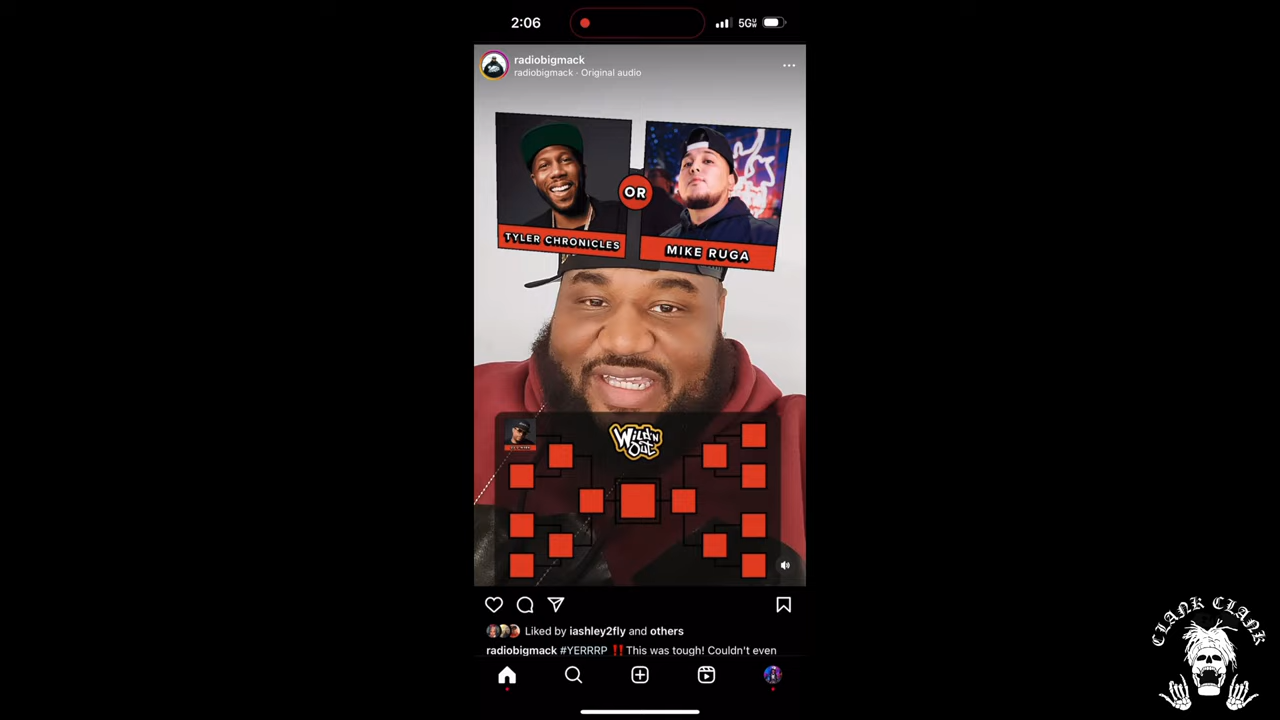 2:06
5G
radiobigmack
radiobigmack · Original audio
OR
TYLER CHRONICLES
MIKE RUGA
WILD'N
OUT
Liked by iashley2fly and others
radiobigmack #YERRRP ‼️This was tough! Couldn't even
CLANK CLANK